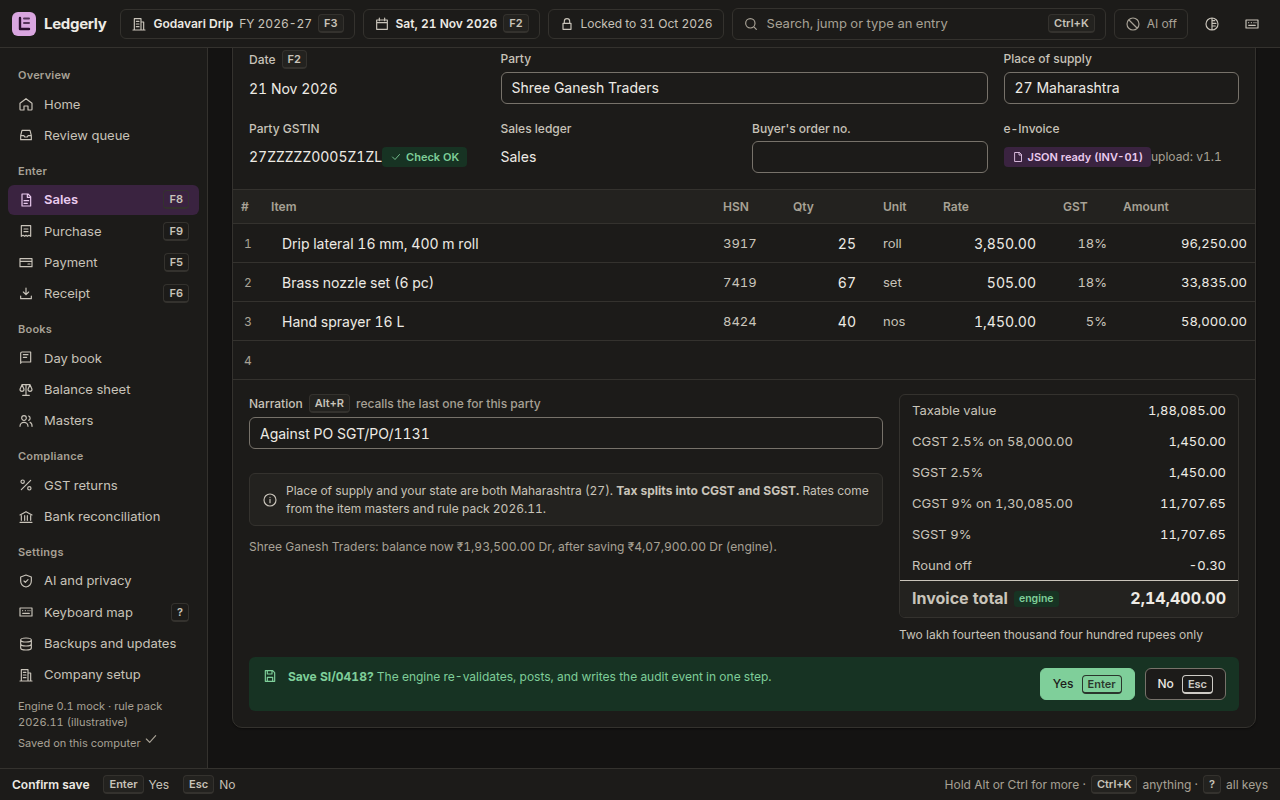 Ledgerly
Godavari Drip FY 2026-27 F3
Sat, 21 Nov 2026 F2
Locked to 31 Oct 2026
Search, jump or type an entry Ctrl+K
AI off
Overview
Home
Review queue
Enter
Sales F8
Purchase F9
Payment F5
Receipt F6
Books
Day book
Balance sheet
Masters
Compliance
GST returns
Bank reconciliation
Settings
AI and privacy
Keyboard map ?
Backups and updates
Company setup
Engine 0.1 mock · rule pack
2026.11 (illustrative)
Saved on this computer
Date F2 Party Place of supply
21 Nov 2026 Shree Ganesh Traders 27 Maharashtra
Party GSTIN Sales ledger Buyer's order no. e-Invoice
27ZZZZZ0005Z1ZL Check OK Sales JSON ready (INV-01) upload: v1.1
# Item HSN Qty Unit Rate GST Amount
1 Drip lateral 16 mm, 400 m roll 3917 25 roll 3,850.00 18% 96,250.00
2 Brass nozzle set (6 pc) 7419 67 set 505.00 18% 33,835.00
3 Hand sprayer 16 L 8424 40 nos 1,450.00 5% 58,000.00
4
Narration Alt+R recalls the last one for this party
Against PO SGT/PO/1131
Place of supply and your state are both Maharashtra (27). Tax splits into CGST and SGST. Rates come
from the item masters and rule pack 2026.11.
Shree Ganesh Traders: balance now ₹1,93,500.00 Dr, after saving ₹4,07,900.00 Dr (engine).
Taxable value 1,88,085.00
CGST 2.5% on 58,000.00 1,450.00
SGST 2.5% 1,450.00
CGST 9% on 1,30,085.00 11,707.65
SGST 9% 11,707.65
Round off -0.30
Invoice total engine 2,14,400.00
Two lakh fourteen thousand four hundred rupees only
Save SI/0418? The engine re-validates, posts, and writes the audit event in one step.
Yes Enter No Esc
Confirm save Enter Yes Esc No
Hold Alt or Ctrl for more · Ctrl+K anything · ? all keys